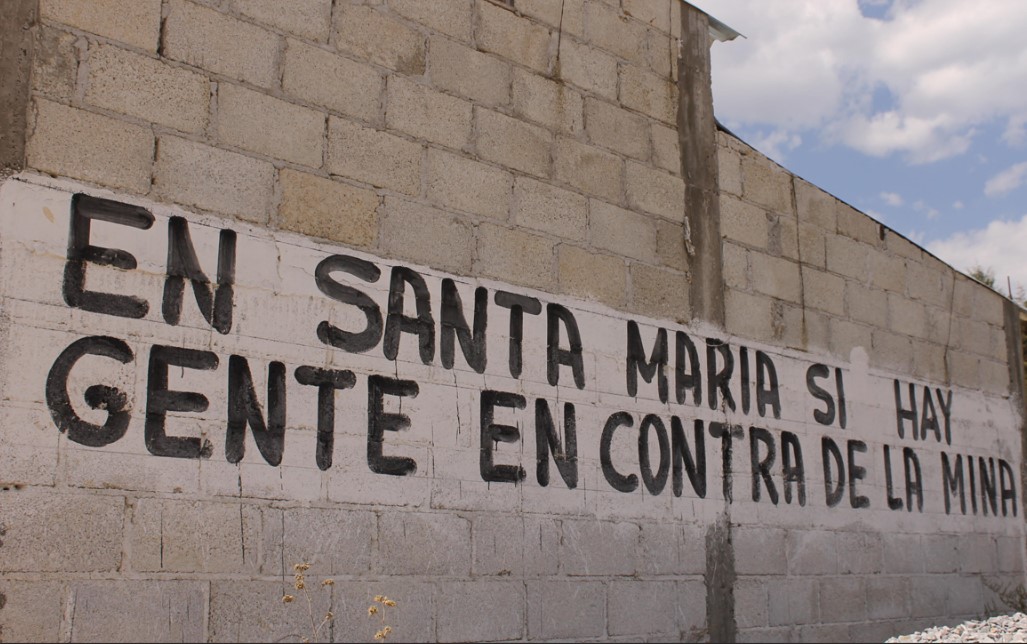 EN SANTA MARIA SI HAY
GENTE EN CONTRA DE LA MINA